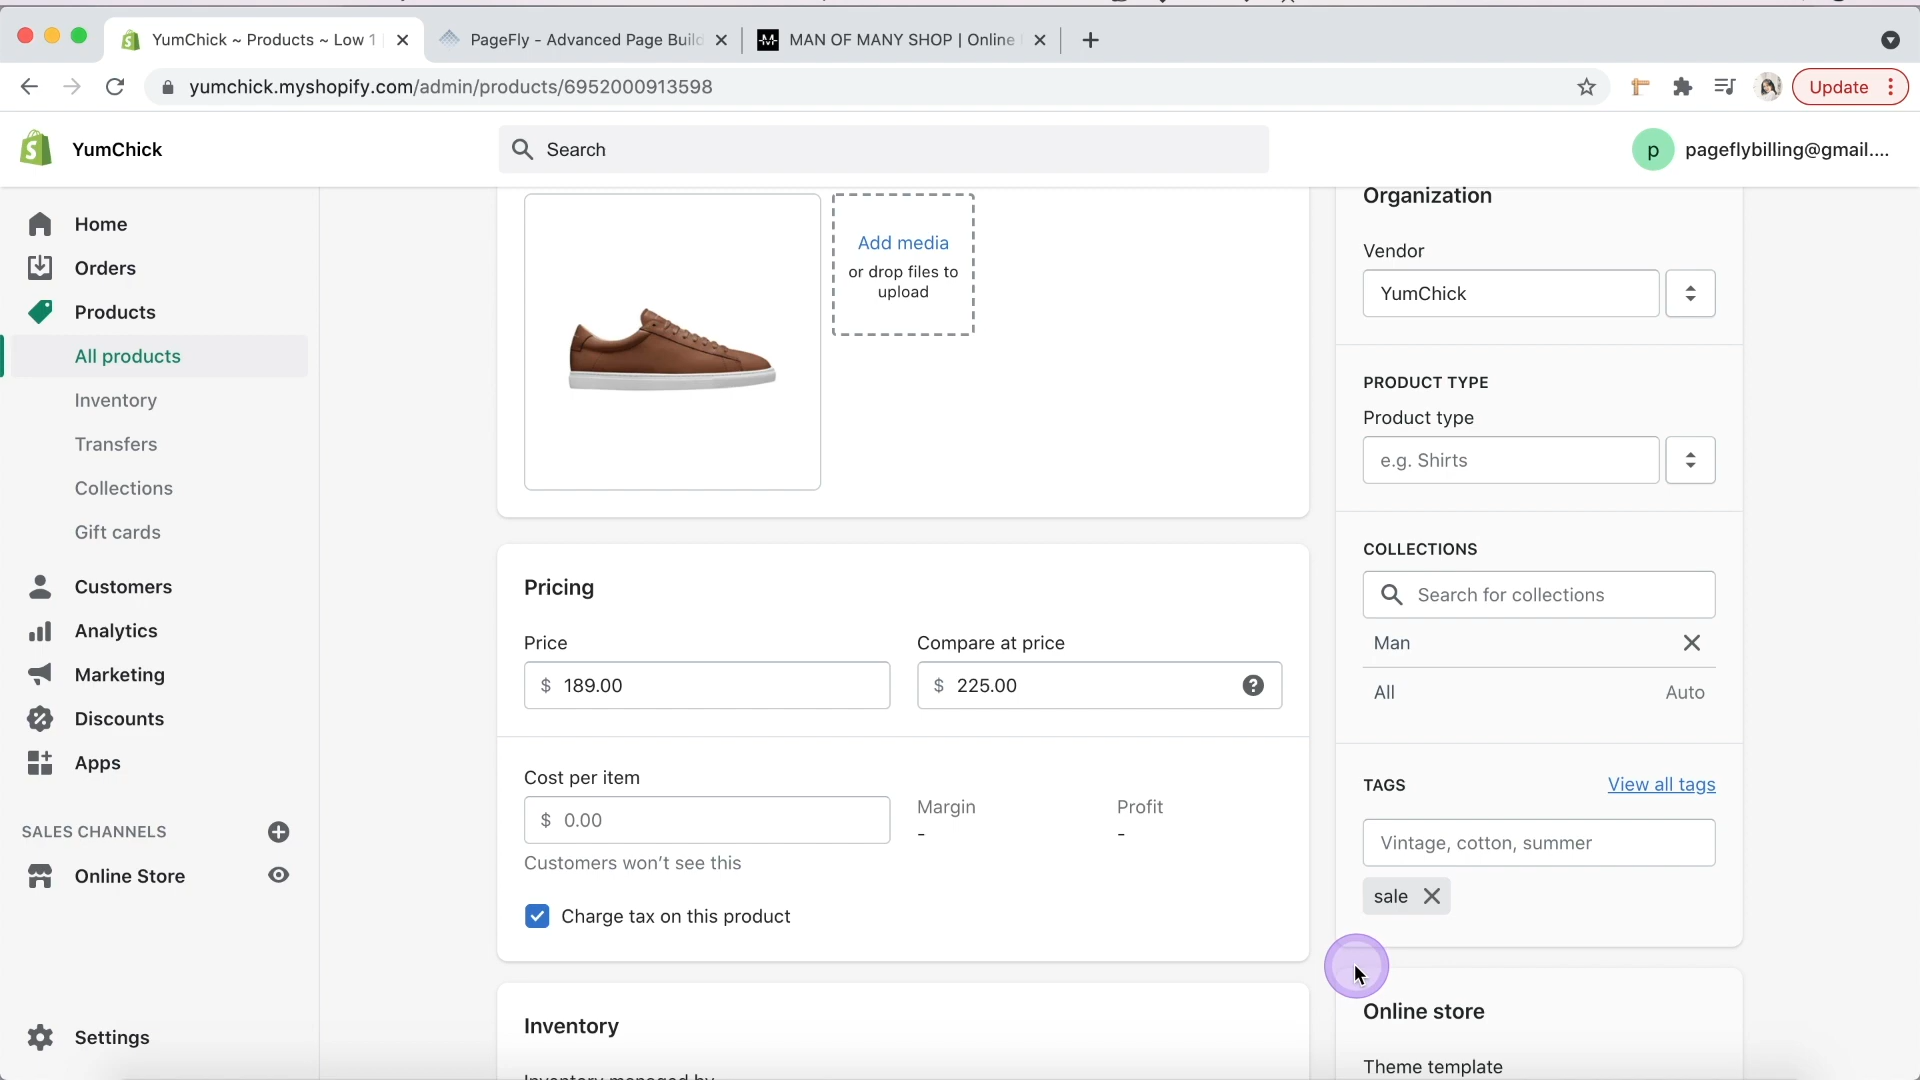 YumChick ~ Products ~ Low 1
PageFly - Advanced Page Build
MAN OF MANY SHOP | Online
yumchick.myshopify.com/admin/products/6952000913598
Update
YumChick
Search
p
pageflybilling@gmail....
Home
Orders
Products
All products
Inventory
Transfers
Collections
Gift cards
Customers
Analytics
Marketing
Discounts
Apps
SALES CHANNELS
Online Store
Settings
Add media
or drop files to
upload
Pricing
Price
Compare at price
$ 189.00
$ 225.00
Cost per item
$ 0.00
Margin
Profit
-
-
Customers won't see this
Charge tax on this product
Inventory
Inventory managed by
Organization
Vendor
YumChick
PRODUCT TYPE
Product type
e.g. Shirts
COLLECTIONS
Search for collections
Man
All
Auto
TAGS
View all tags
Vintage, cotton, summer
sale
Online store
Theme template